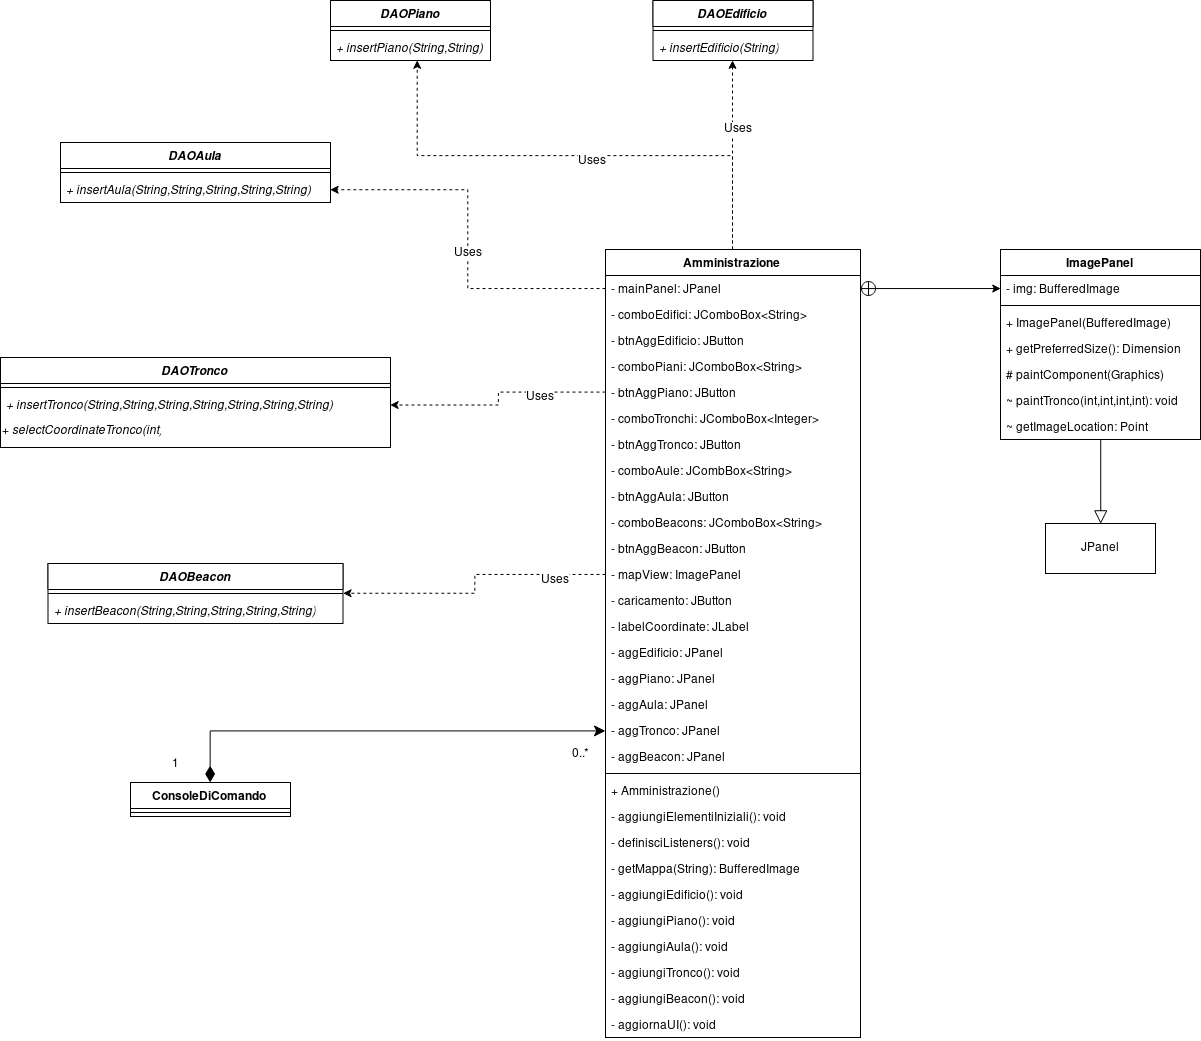 DAOPiano
+ insertPiano(String,String)
DAOEdificio
+ insertEdificio(String)
Uses
Uses
DAOAula
+ insertAula(String,String,String,String,String)
Uses
Amministrazione
- mainPanel: JPanel
- comboEdifici: JComboBox<String>
- btnAggEdificio: JButton
- comboPiani: JComboBox<String>
- btnAggPiano: JButton
- comboTronchi: JComboBox<Integer>
- btnAggTronco: JButton
- comboAule: JCombBox<String>
- btnAggAula: JButton
- comboBeacons: JComboBox<String>
- btnAggBeacon: JButton
- mapView: ImagePanel
- caricamento: JButton
- labelCoordinate: JLabel
- aggEdificio: JPanel
- aggPiano: JPanel
- aggAula: JPanel
- aggTronco: JPanel
- aggBeacon: JPanel
+ Amministrazione()
- aggiungiElementiIniziali(): void
- definisciListeners(): void
- getMappa(String): BufferedImage
- aggiungiEdificio(): void
- aggiungiPiano(): void
- aggiungiAula(): void
- aggiungiTronco(): void
- aggiungiBeacon(): void
- aggiornaUI(): void
ImagePanel
- img: BufferedImage
+ ImagePanel(BufferedImage)
+ getPreferredSize(): Dimension
# paintComponent(Graphics)
~ paintTronco(int,int,int,int): void
~ getImageLocation: Point
JPanel
DAOTronco
+ insertTronco(String,String,String,String,String,String,String)
+ selectCoordinateTronco(int,
Uses
DAOBeacon
+ insertBeacon(String,String,String,String,String)
Uses
0..*
1
ConsoleDiComando